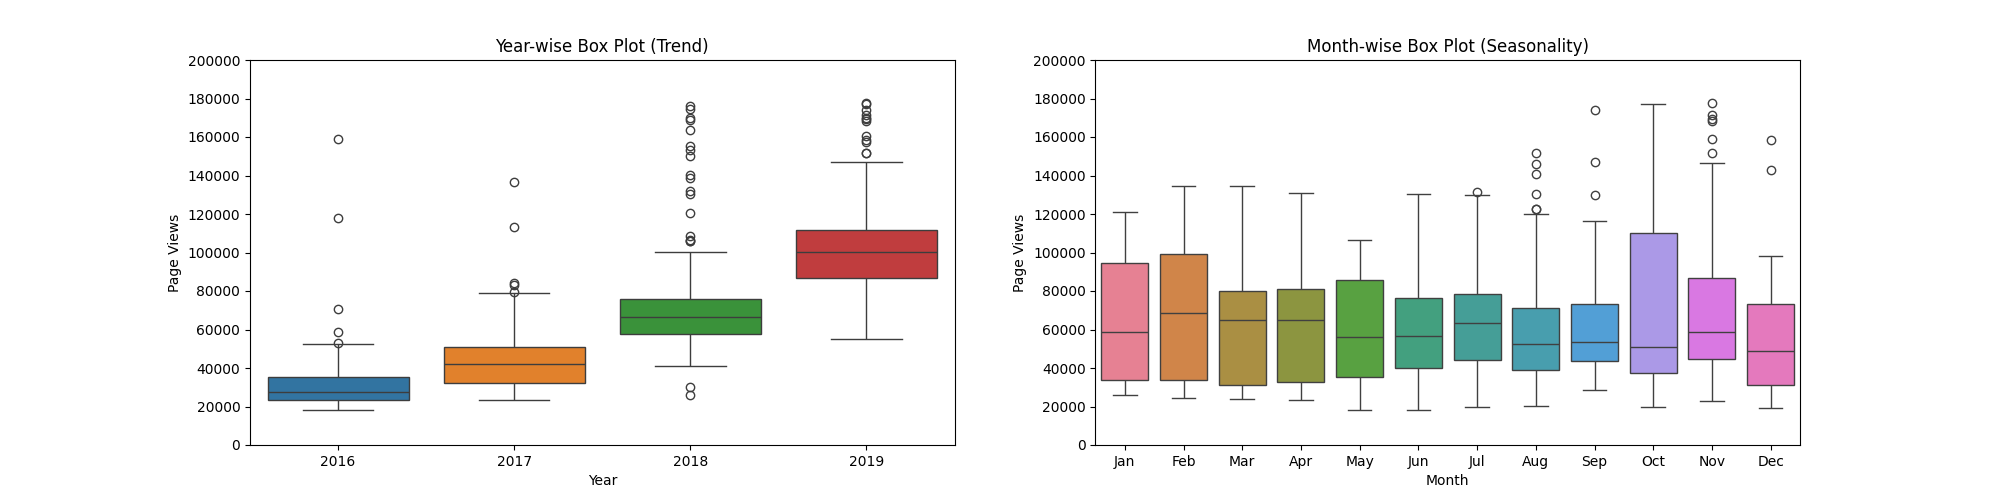 Year-wise Box Plot (Trend)
200000
180000
160000
140000
120000
100000
80000
60000
40000
20000
0
Page Views
2016 2017 2018 2019
Year
Month-wise Box Plot (Seasonality)
200000
180000
160000
140000
120000
100000
80000
60000
40000
20000
0
Page Views
Jan Feb Mar Apr May Jun Jul Aug Sep Oct Nov Dec
Month